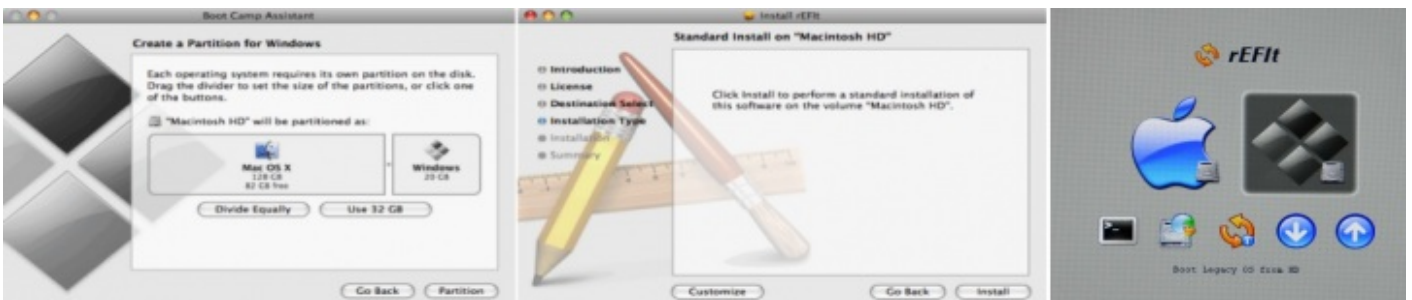 Boot Camp Assistant
Create a Partition for Windows
Each operating system requires its own partition on the disk.
Drag the divider to set the size of the partitions, or click one
of the buttons.
"Macintosh HD" will be partitioned as:
Mac OS X
128 GB
82 GB free
Windows
20 GB
Divide Equally
Use 32 GB
Go Back
Partition
Install rEFIt
Standard Install on "Macintosh HD"
Introduction
License
Destination Select
Installation Type
Installation
Summary
Click Install to perform a standard installation of
this software on the volume "Macintosh HD".
Customize
Go Back
Install
rEFIt
Boot Legacy OS from HD